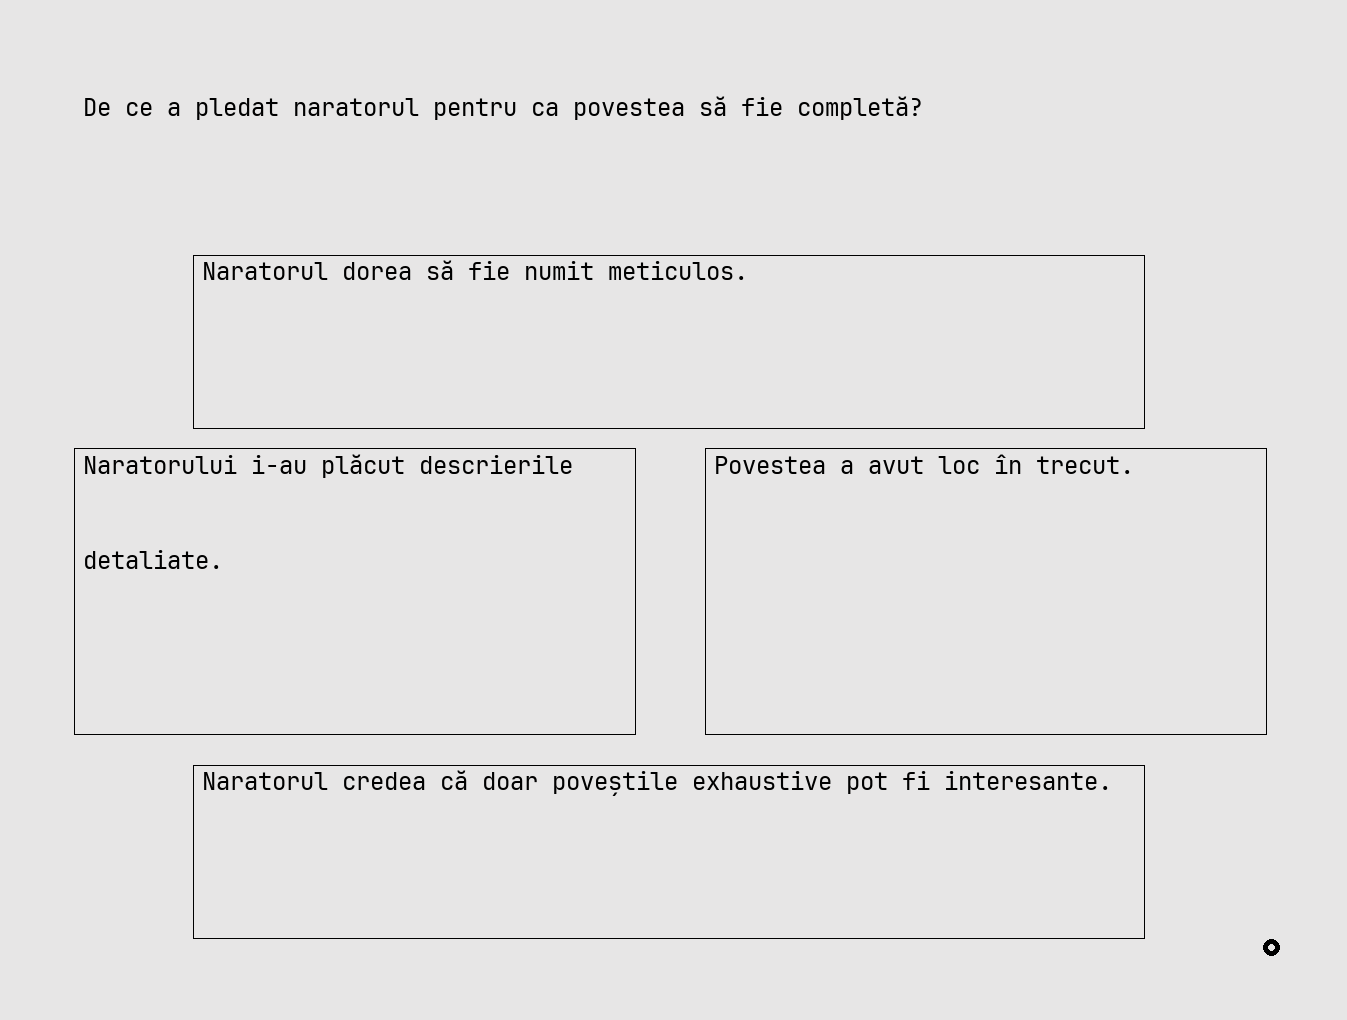 De ce a pledat naratorul pentru ca povestea să fie completă?
Naratorul dorea să fie numit meticulos.
Naratorului i-au plăcut descrierile
detaliate.
Povestea a avut loc în trecut.
Naratorul credea că doar poveștile exhaustive pot fi interesante.